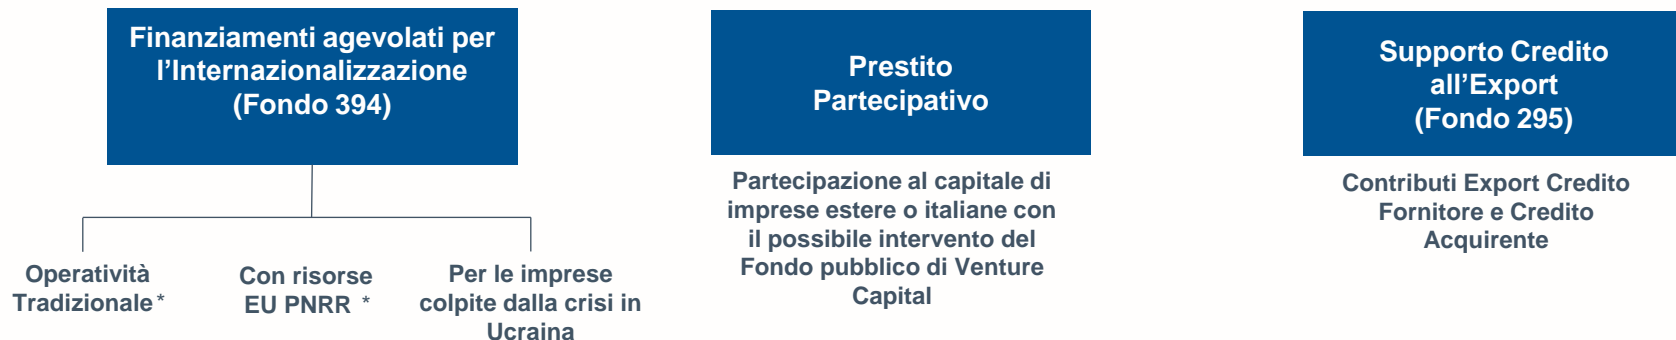 Finanziamenti agevolati per
l’Internazionalizzazione
(Fondo 394)
Operatività
Tradizionale *
Con risorse
EU PNRR *
Per le imprese
colpite dalla crisi in
Ucraina
Prestito
Partecipativo
Partecipazione al capitale di
imprese estere o italiane con
il possibile intervento del
Fondo pubblico di Venture
Capital
Supporto Credito
all’Export
(Fondo 295)
Contributi Export Credito
Fornitore e Credito
Acquirente